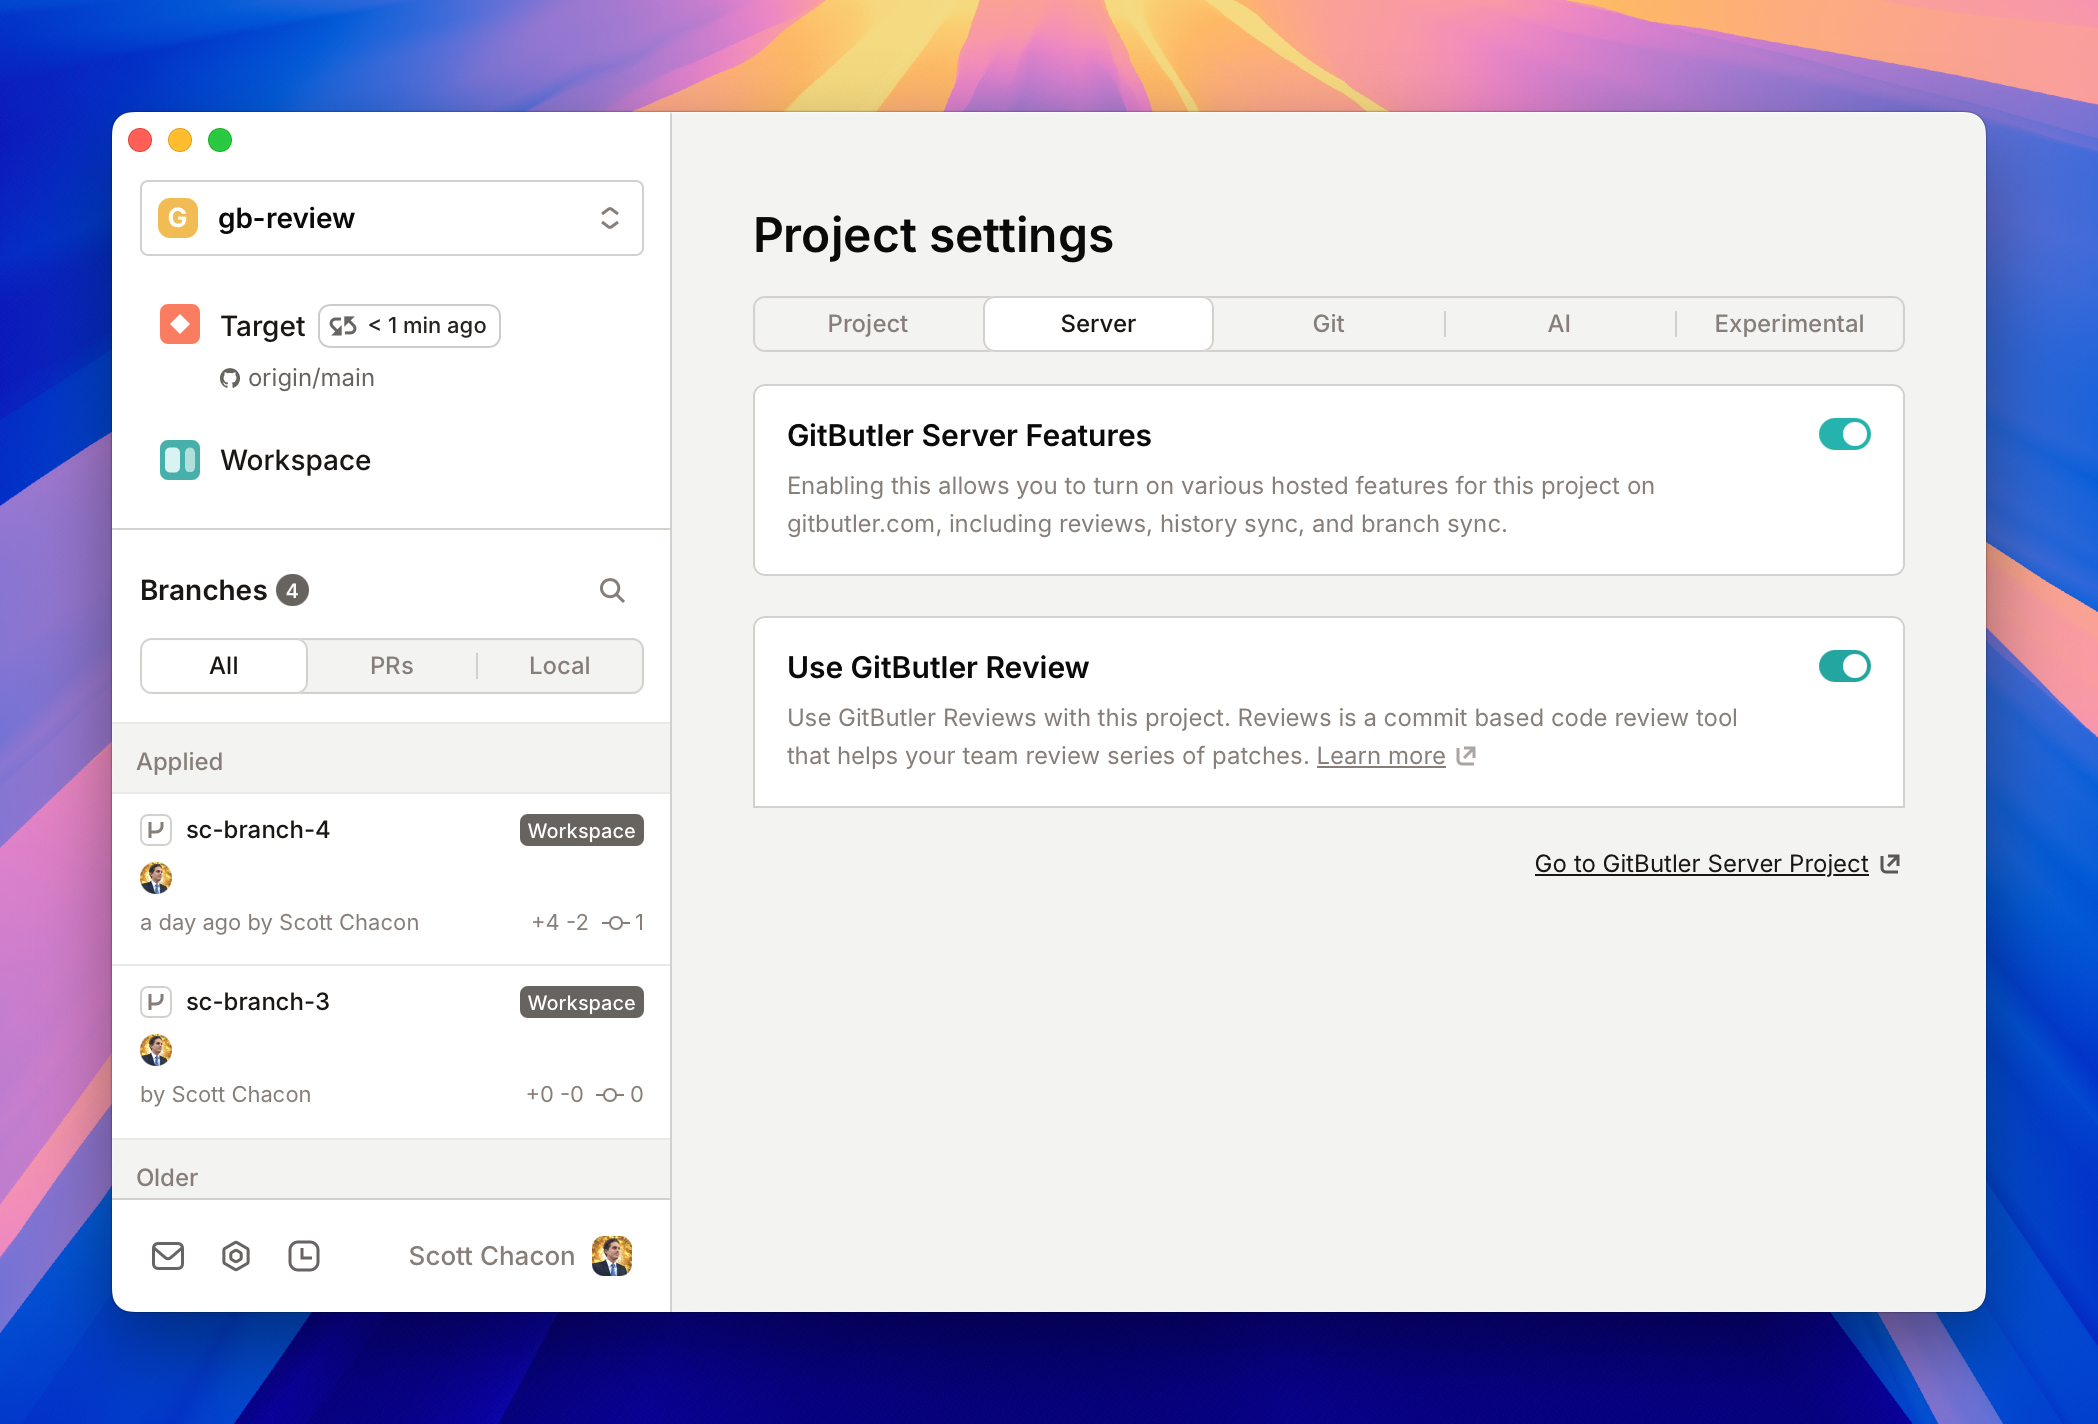 G gb-review
Target < 1 min ago
origin/main
Workspace
Branches 4
All PRs Local
Applied
sc-branch-4 Workspace
a day ago by Scott Chacon +4 -2 1
sc-branch-3 Workspace
by Scott Chacon +0 -0 0
Older
Scott Chacon
Project settings
Project Server Git AI Experimental
GitButler Server Features
Enabling this allows you to turn on various hosted features for this project on
gitbutler.com, including reviews, history sync, and branch sync.
Use GitButler Review
Use GitButler Reviews with this project. Reviews is a commit based code review tool
that helps your team review series of patches. Learn more
Go to GitButler Server Project